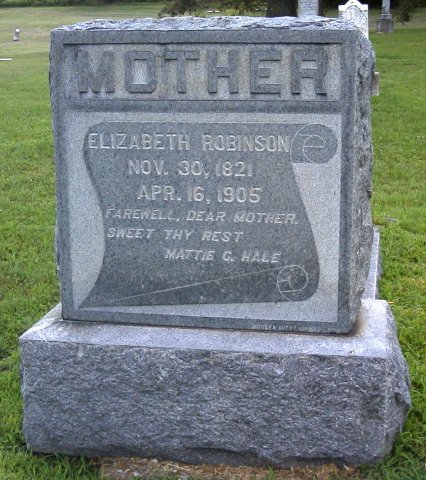 MOTHER
ELIZABETH ROBINSON
NOV. 30, 1821
APR. 16, 1905
FAREWELL, DEAR MOTHER,
SWEET THY REST
MATTIE C. HALE